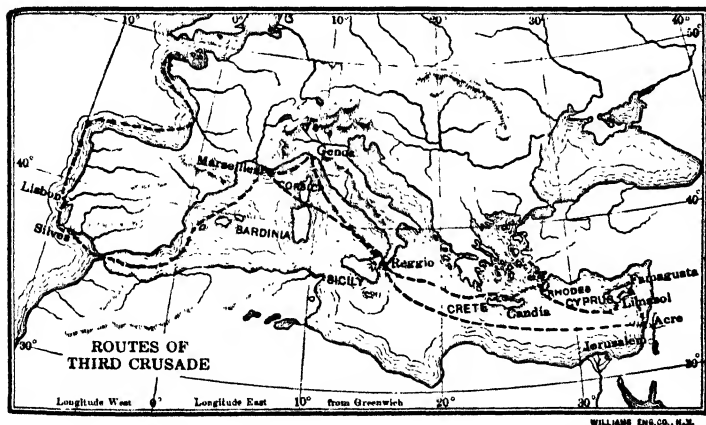 10°
0°
10°
20°
30°
40°
50°
Genoa
Marseilles
CORSICA
40°
Lisbon
SARDINIA
40°
Silves
Reggio
SICILY
RHODES
Famagusta
CYPRUS
Limasol
CRETE
Candia
Acre
Jerusalem
ROUTES OF
THIRD CRUSADE
30°
30°
Longitude West 0° Longitude East 10° from Greenwich 20° 30°
WILLIAMS ENG.CO., N.Y.